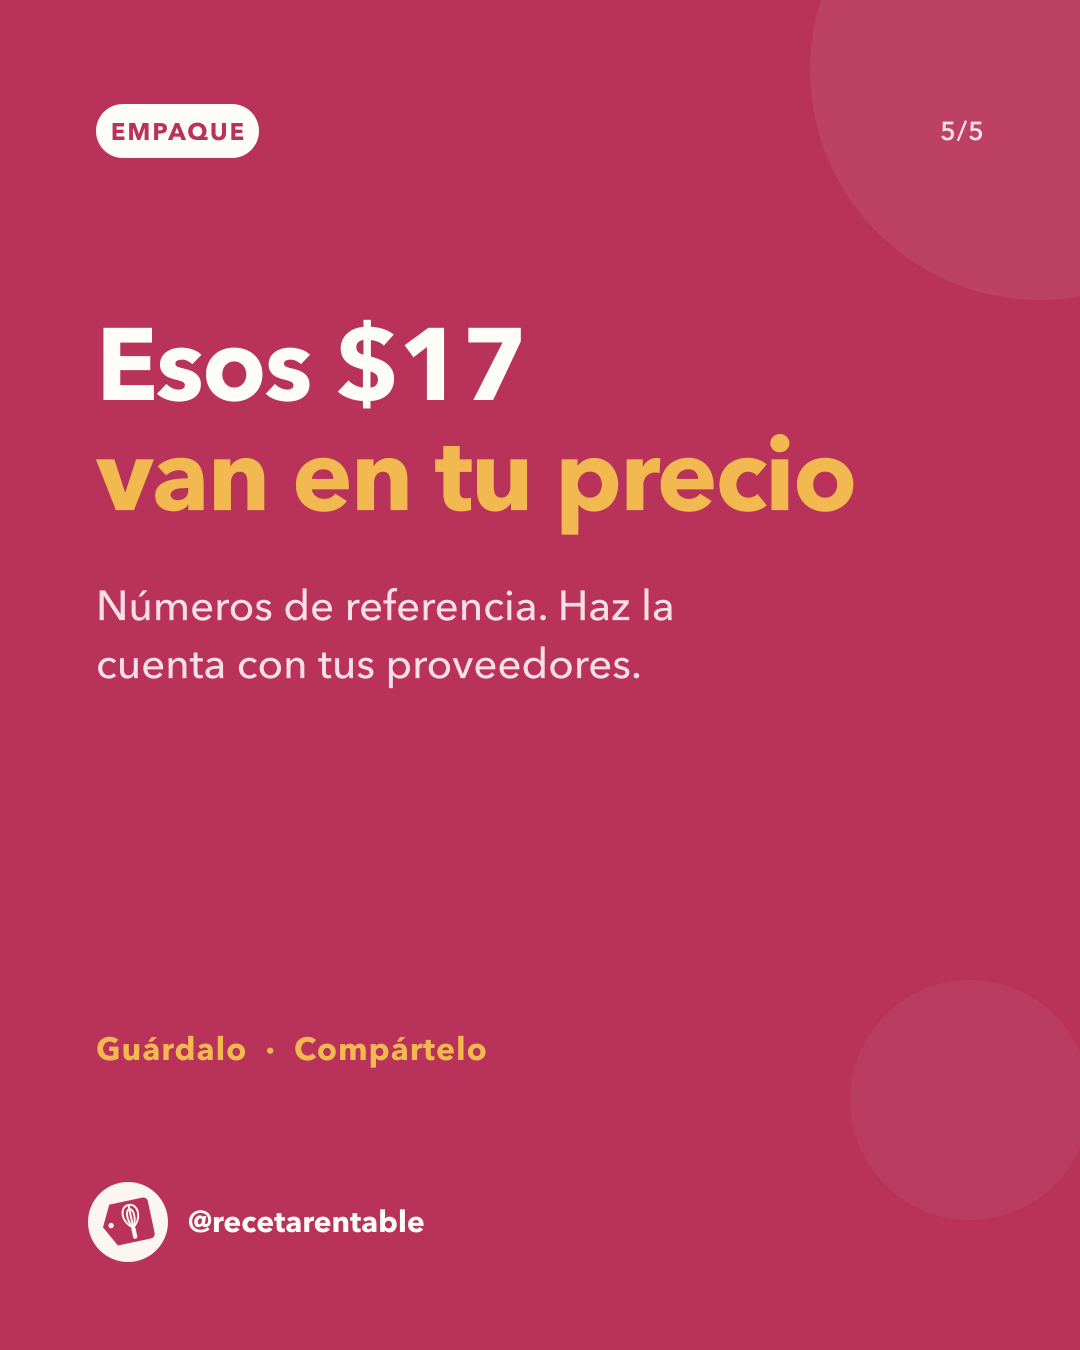 EMPAQUE
5/5
Esos $17
van en tu precio
Números de referencia. Haz la
cuenta con tus proveedores.
Guárdalo · Compártelo
@recetarentable